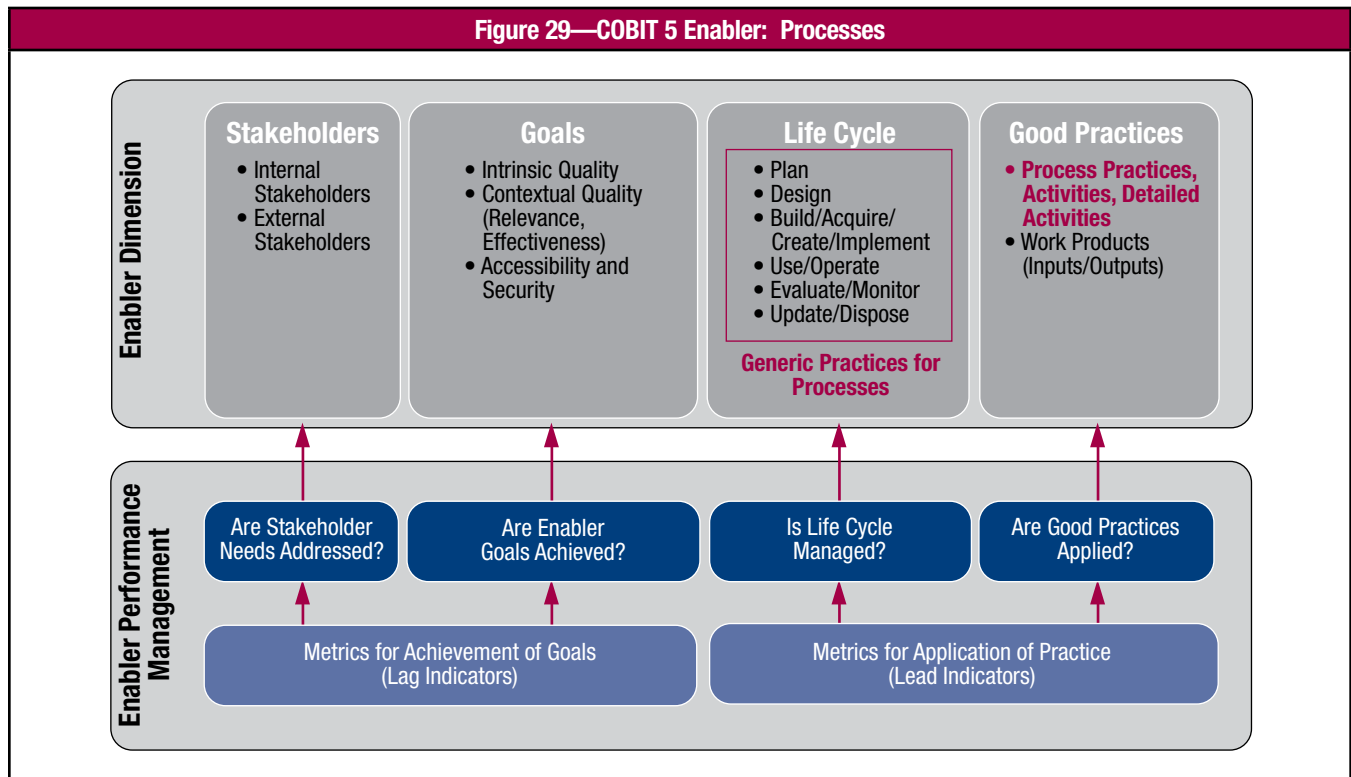 Figure 29—COBIT 5 Enabler: Processes
Enabler Dimension
Stakeholders
• Internal
Stakeholders
• External
Stakeholders
Goals
• Intrinsic Quality
• Contextual Quality
(Relevance,
Effectiveness)
• Accessibility and
Security
Life Cycle
• Plan
• Design
• Build/Acquire/
Create/Implement
• Use/Operate
• Evaluate/Monitor
• Update/Dispose
Generic Practices for
Processes
Good Practices
• Process Practices,
Activities, Detailed
Activities
• Work Products
(Inputs/Outputs)
Enabler Performance
Management
Are Stakeholder
Needs Addressed?
Are Enabler
Goals Achieved?
Is Life Cycle
Managed?
Are Good Practices
Applied?
Metrics for Achievement of Goals
(Lag Indicators)
Metrics for Application of Practice
(Lead Indicators)